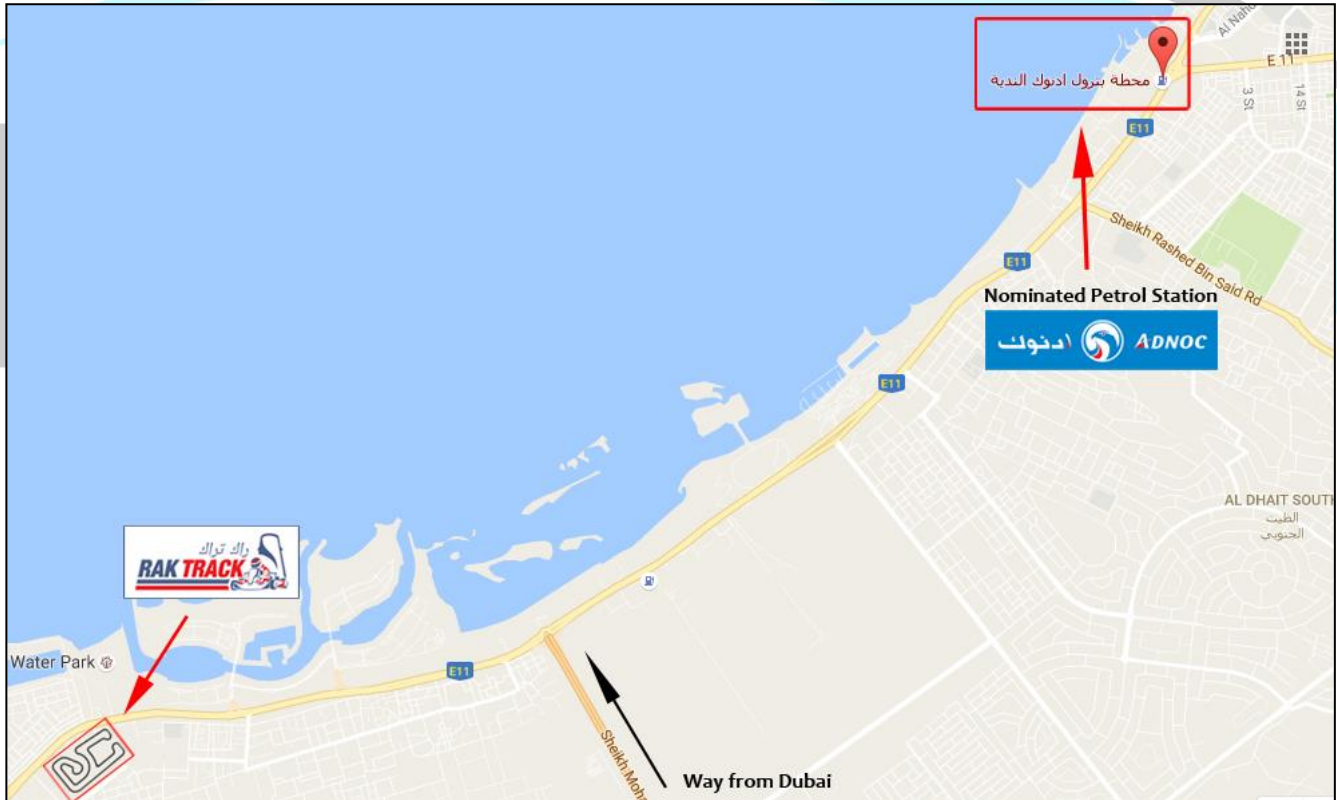 Al Naho
E 11
محطة بترول ادنوك الندية
3 St
14 St
E11
Sheikh Rashed Bin Said Rd
E11
Nominated Petrol Station
ادنوك ADNOC
E11
AL DHAIT SOUTH
الظيت
الجنوبي
راك تراك
RAK TRACK
Water Park
E11
Sheikh Moha
Way from Dubai